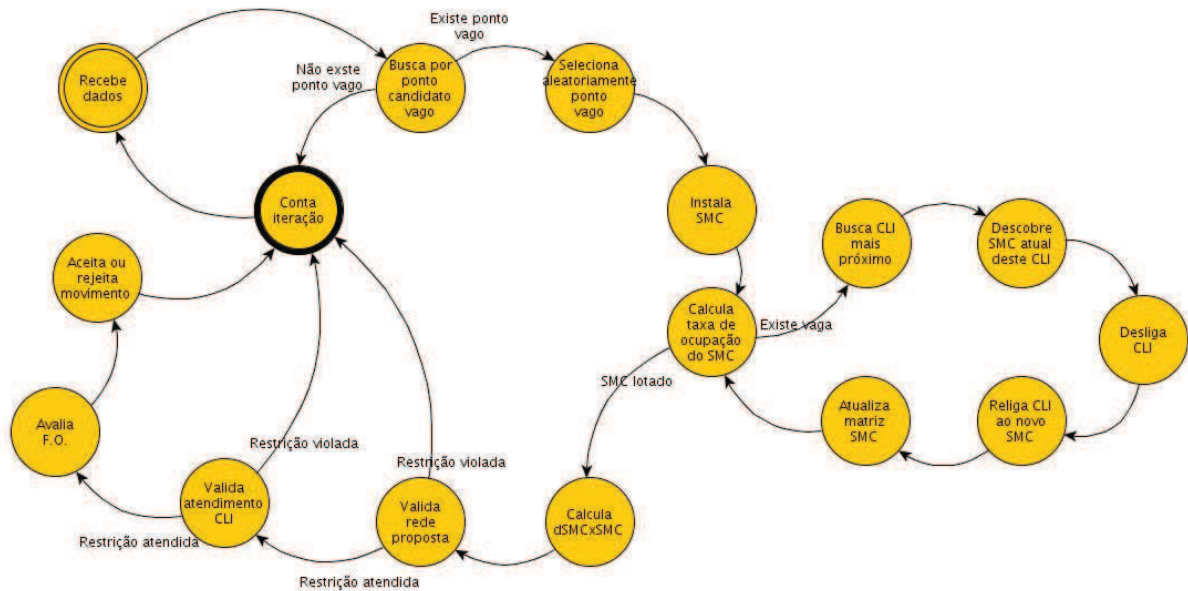 Existe ponto
vago
Recebe
dados
Busca por
ponto
candidato
vago
Seleciona
aleatoriamente
ponto
vago
Não exste
ponto vago
Conta
iteração
Instala
SMC
Busca CLI
mais
próximo
Descobre
SMC atual
deste CLI
Aceita ou
rejeita
movimento
Calcula
taxa de
ocupação
do SMC
Existe vaga
Desliga
CLI
SMC lotado
Atualiza
matriz
SMC
Religa CLI
ao novo
SMC
Avalia
F.O.
Restrição violada
Restrição violada
Valida
atendimento
CLI
Valida
rede
proposta
Calcula
dSMCxSMC
Restrição atendida
Restrição atendida